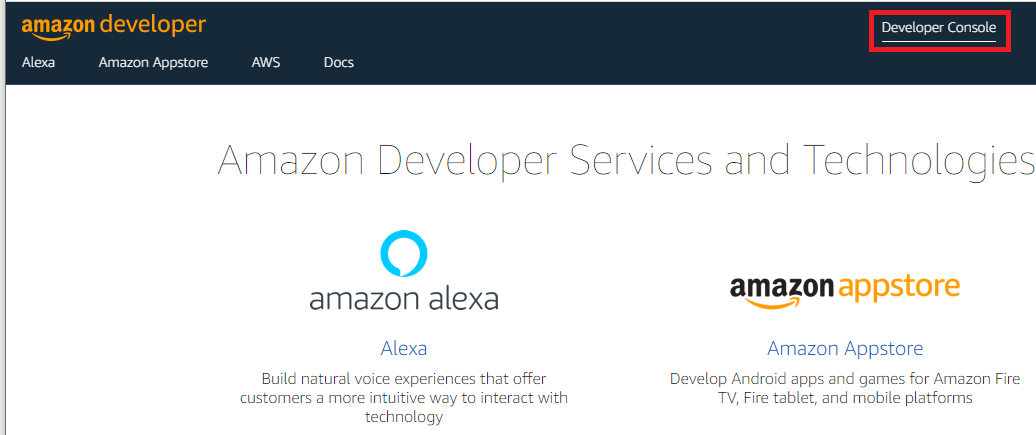 amazon developer
Developer Console
Alexa
Amazon Appstore
AWS
Docs
Amazon Developer Services and Technologies
amazon alexa
Alexa
Build natural voice experiences that offer
customers a more intuitive way to interact with
technology
amazon appstore
Amazon Appstore
Develop Android apps and games for Amazon Fire
TV, Fire tablet, and mobile platforms